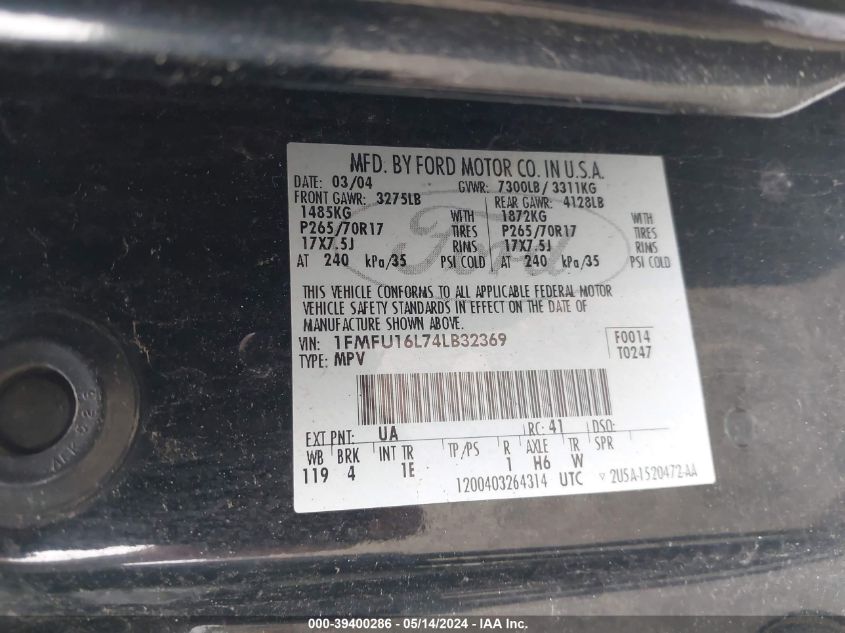 MFD. BY FORD MOTOR CO. IN U.S.A.
DATE: 03/04 GVWR: 7300LB/ 3311KG
FRONT GAWR: 3275LB REAR GAWR: 4128LB
1485KG WITH 1872KG WITH
P265/70R17 TIRES P265/70R17 TIRES
17X7.5J RIMS 17X7.5J RIMS
AT 240 kPa/35 PSI COLD AT 240 kPa/35 PSI COLD
Ford
THIS VEHICLE CONFORMS TO ALL APPLICABLE FEDERAL MOTOR
VEHICLE SAFETY STANDARDS IN EFFECT ON THE DATE OF
MANUFACTURE SHOWN ABOVE.
VIN: 1FMFU16L74LB32369 F0014
TYPE: MPV T0247
EXT PNT: UA RC: 41 DSO:
WB BRK INT TR TP/PS R AXLE TR SPR
119 4 1E 1 H6 W
1200403264314 UTC ▿ 2U5A-1520472-AA
000-39400286 - 05/14/2024 - IAA Inc.